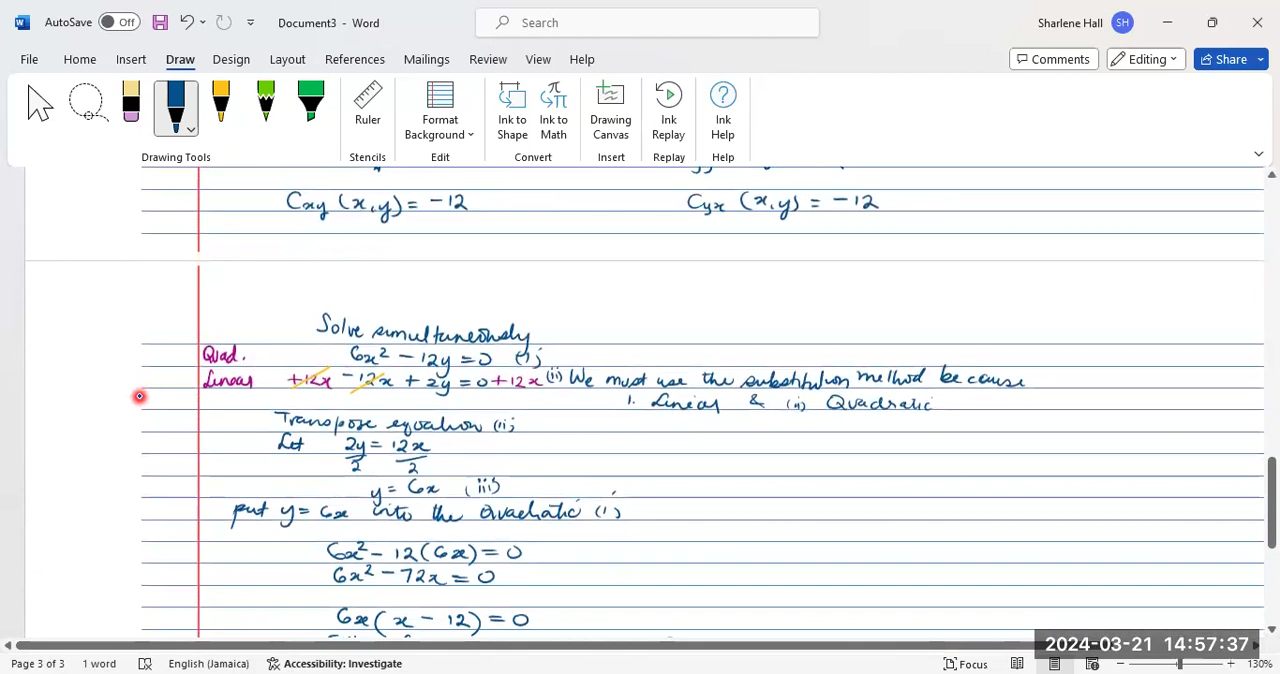 AutoSave Off Document3 - Word Search Sharlene Hall SH
File Home Insert Draw Design Layout References Mailings Review View Help Comments Editing Share
Ruler Format Background Ink to Shape Ink to Math Drawing Canvas Ink Replay Ink Help
Drawing Tools Stencils Edit Convert Insert Replay Help
Cxy (x,y) = -12 Cyx (x,y) = -12
Solve simultaneously
Quad. 6x² - 12y = 0 (i)
Linear +12x -12x + 2y = 0 +12x (ii) We must use the substitution method because
1. Linear & (ii) Quadratic
Transpose equation (ii)
Let 2y = 12x
2 2
y = 6x (iii)
put y = 6x into the Quadratic (i)
6x² - 12(6x) = 0
6x² - 72x = 0
6x(x - 12) = 0
2024-03-21 14:57:37
Page 3 of 3 1 word English (Jamaica) Accessibility: Investigate Focus 130%